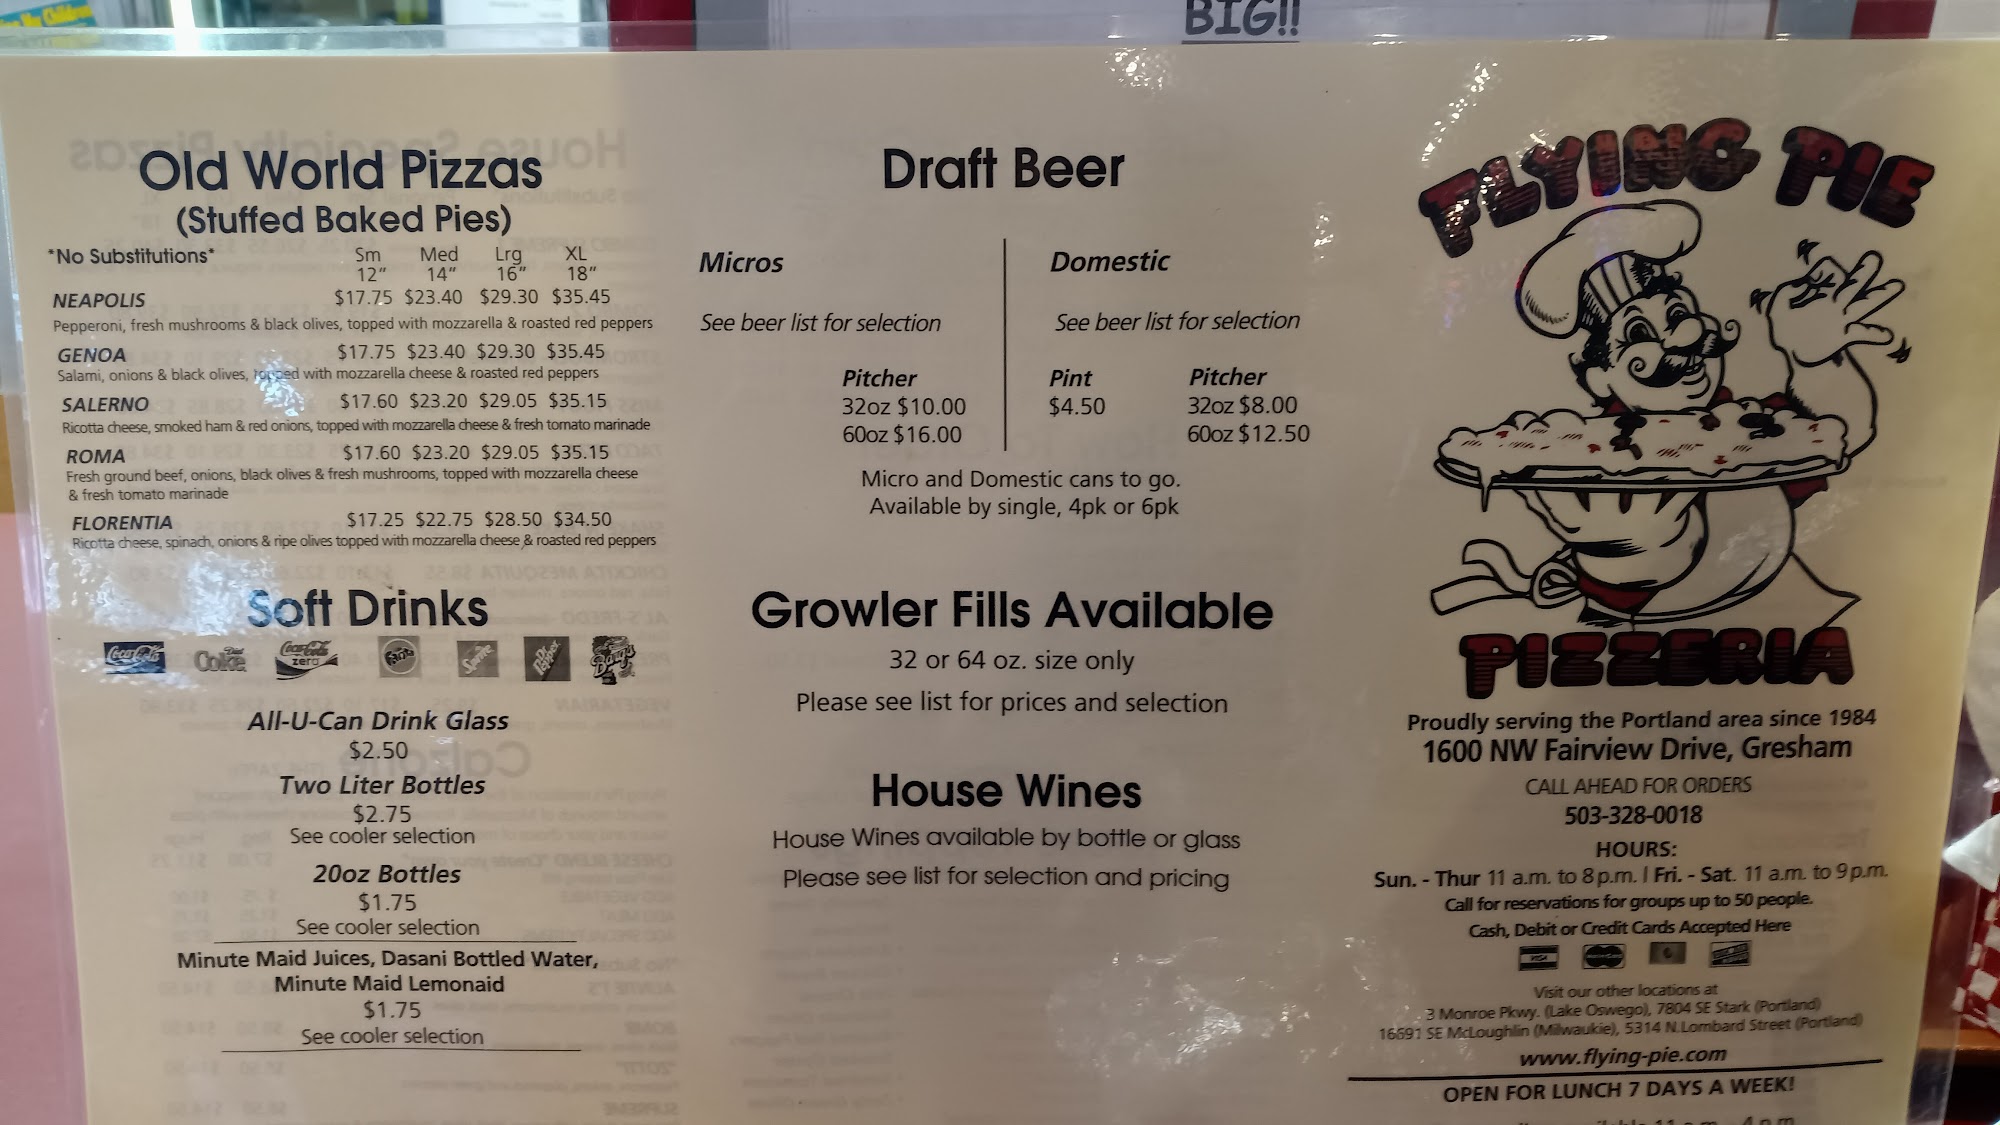 BIG!!
Old World Pizzas
(Stuffed Baked Pies)
*No Substitutions*
Sm Med Lrg XL
12" 14" 16" 18"
NEAPOLIS $17.75 $23.40 $29.30 $35.45
Pepperoni, fresh mushrooms & black olives, topped with mozzarella & roasted red peppers
GENOA $17.75 $23.40 $29.30 $35.45
Salami, onions & black olives, topped with mozzarella cheese & roasted red peppers
SALERNO $17.60 $23.20 $29.05 $35.15
Ricotta cheese, smoked ham & red onions, topped with mozzarella cheese & fresh tomato marinade
ROMA $17.60 $23.20 $29.05 $35.15
Fresh ground beef, onions, black olives & fresh mushrooms, topped with mozzarella cheese
& fresh tomato marinade
FLORENTIA $17.25 $22.75 $28.50 $34.50
Ricotta cheese, spinach, onions & ripe olives topped with mozzarella cheese & roasted red peppers
Soft Drinks
Coca-Cola Diet Coke Coca-Cola zero Fanta Sprite Dr Pepper Barq's
All-U-Can Drink Glass
$2.50
Two Liter Bottles
$2.75
See cooler selection
20oz Bottles
$1.75
See cooler selection
Minute Maid Juices, Dasani Bottled Water,
Minute Maid Lemonaid
$1.75
See cooler selection
Draft Beer
Micros
See beer list for selection
Pitcher
32oz $10.00
60oz $16.00
Domestic
See beer list for selection
Pint Pitcher
$4.50 32oz $8.00
60oz $12.50
Micro and Domestic cans to go.
Available by single, 4pk or 6pk
Growler Fills Available
32 or 64 oz. size only
Please see list for prices and selection
House Wines
House Wines available by bottle or glass
Please see list for selection and pricing
FLYING PIE
PIZZERIA
Proudly serving the Portland area since 1984
1600 NW Fairview Drive, Gresham
CALL AHEAD FOR ORDERS
503-328-0018
HOURS:
Sun. - Thur 11 a.m. to 8 p.m. | Fri. - Sat. 11 a.m. to 9 p.m.
Call for reservations for groups up to 50 people.
Cash, Debit or Credit Cards Accepted Here
VISA MasterCard
Visit our other locations at
3 Monroe Pkwy. (Lake Oswego), 7804 SE Stark (Portland)
16691 SE McLoughlin (Milwaukie), 5314 N.Lombard Street (Portland)
www.flying-pie.com
OPEN FOR LUNCH 7 DAYS A WEEK!